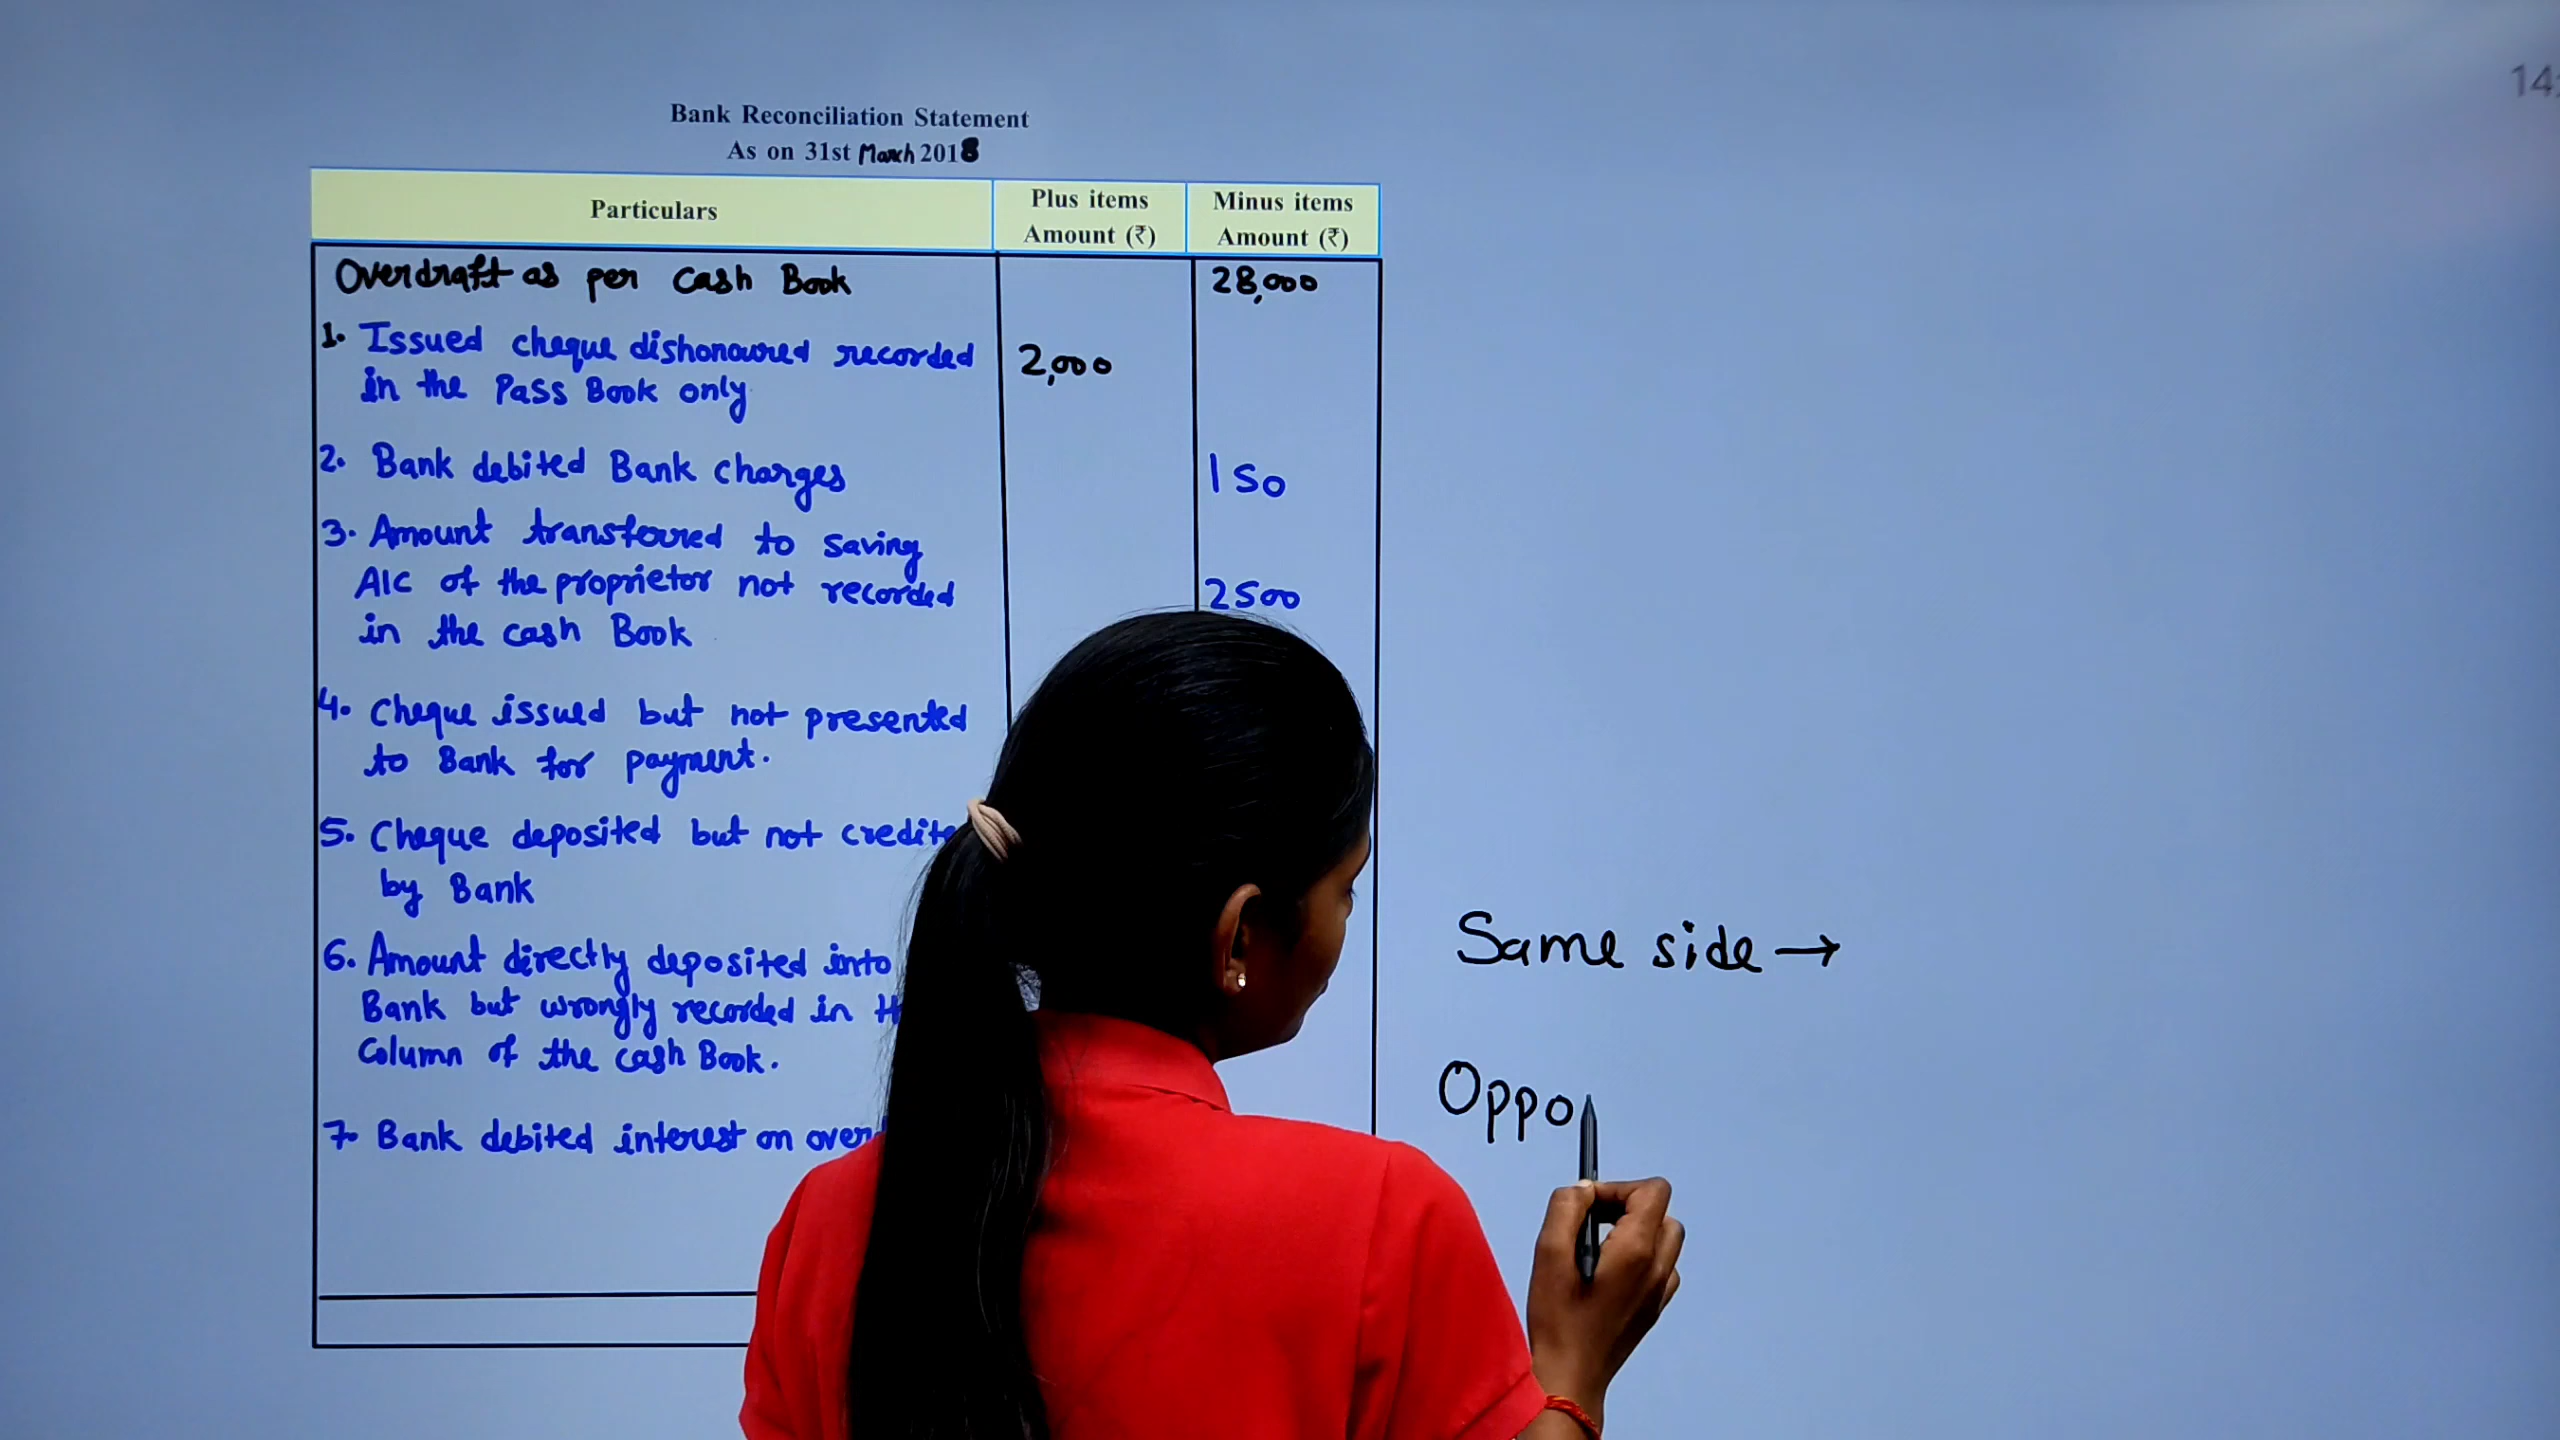 14:
Bank Reconciliation Statement
As on 31st March 2018
Particulars
Plus items
Amount (₹)
Minus items
Amount (₹)
Overdraft as per Cash Book 28,000
1. Issued cheque dishonoured recorded
in the Pass Book only
2,000
2. Bank debited Bank charges 150
3. Amount transferred to saving
A/C of the proprietor not recorded
2500
in the cash Book
4. Cheque issued but not presented
to Bank for payment.
5. Cheque deposited but not credite
by Bank
6. Amount directly deposited into
Bank but wrongly recorded in
Column of the cash Book.
7. Bank debited interest on over
Same side →
Oppo